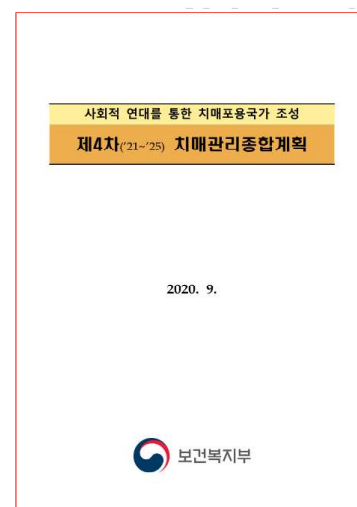 사회적 연대를 통한 치매포용국가 조성
제4차('21~'25) 치매관리종합계획
2020. 9.
보건복지부